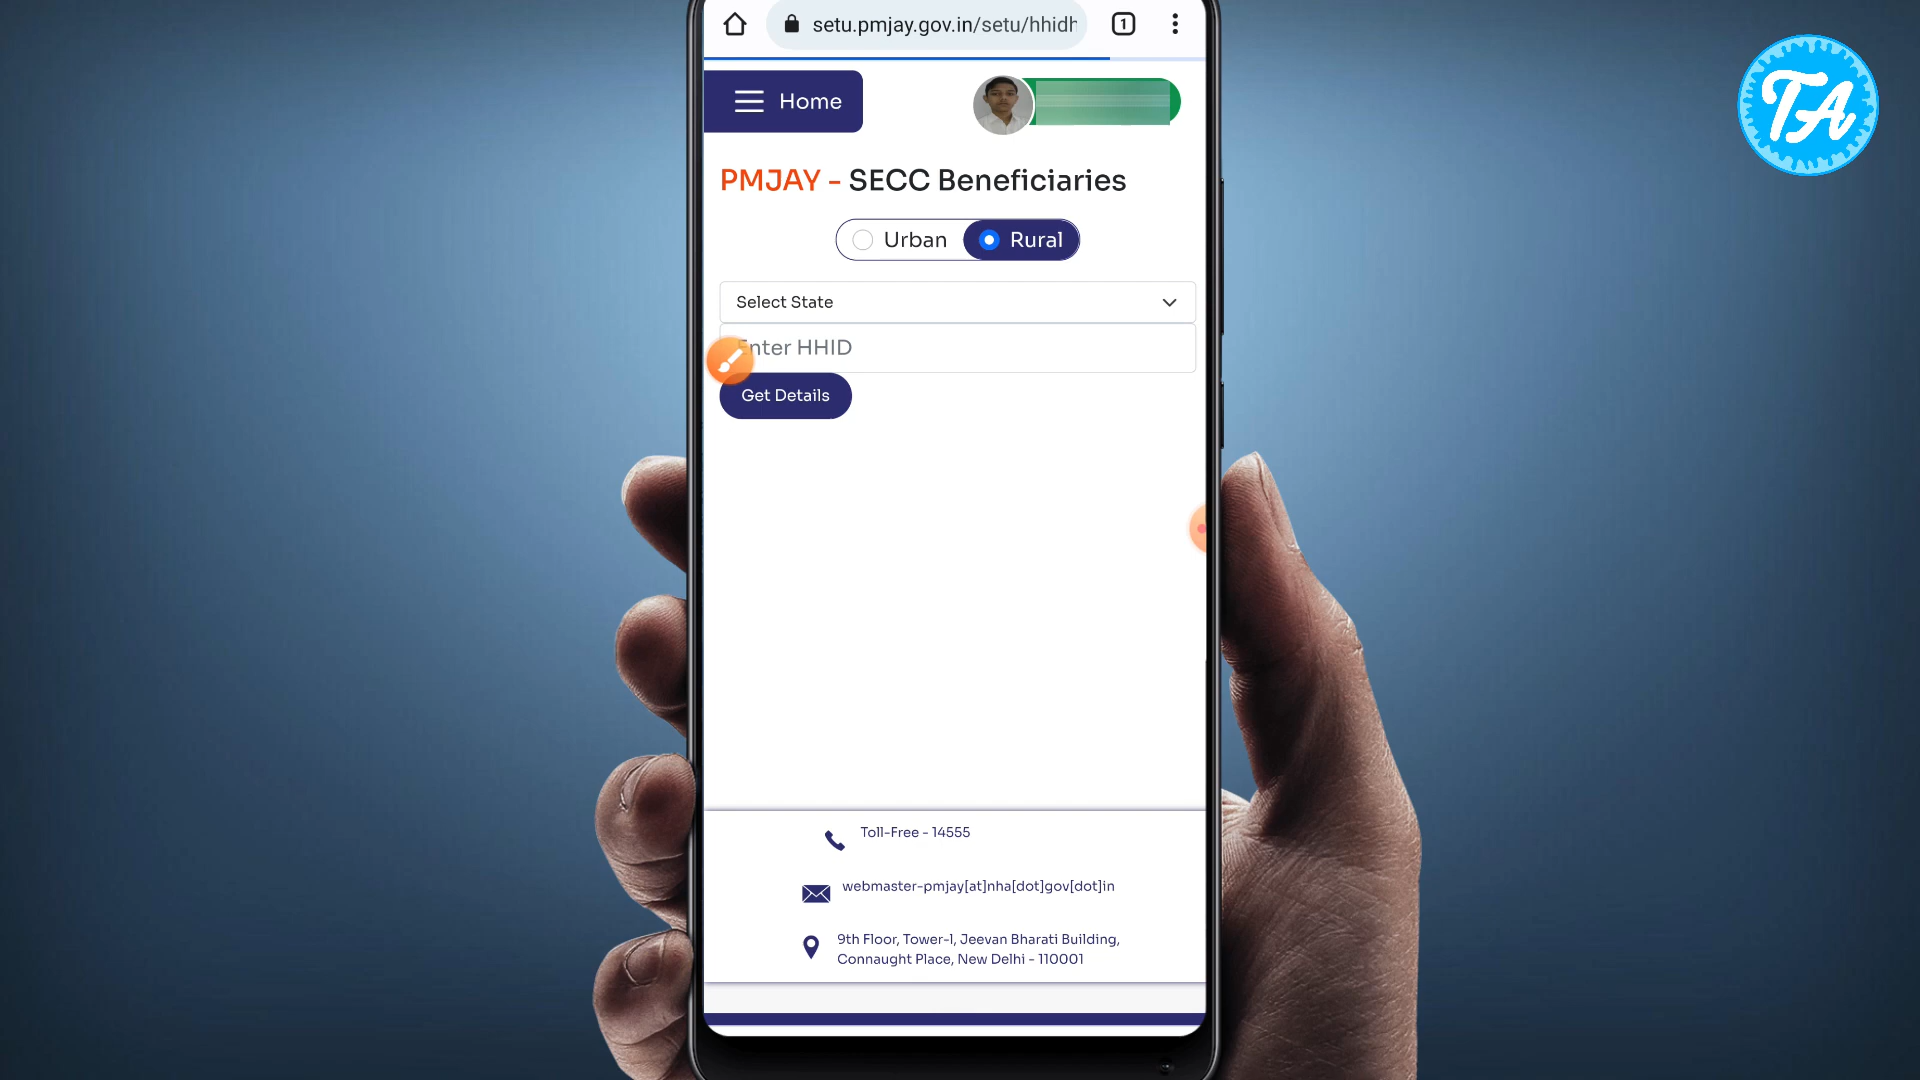 setu.pmjay.gov.in/setu/hhidh
1
Home
PMJAY - SECC Beneficiaries
Urban
Rural
Select State
Enter HHID
Get Details
Toll-Free - 14555
webmaster-pmjay[at]nha[dot]gov[dot]in
9th Floor, Tower-l, Jeevan Bharati Building,
Connaught Place, New Delhi - 110001
TA